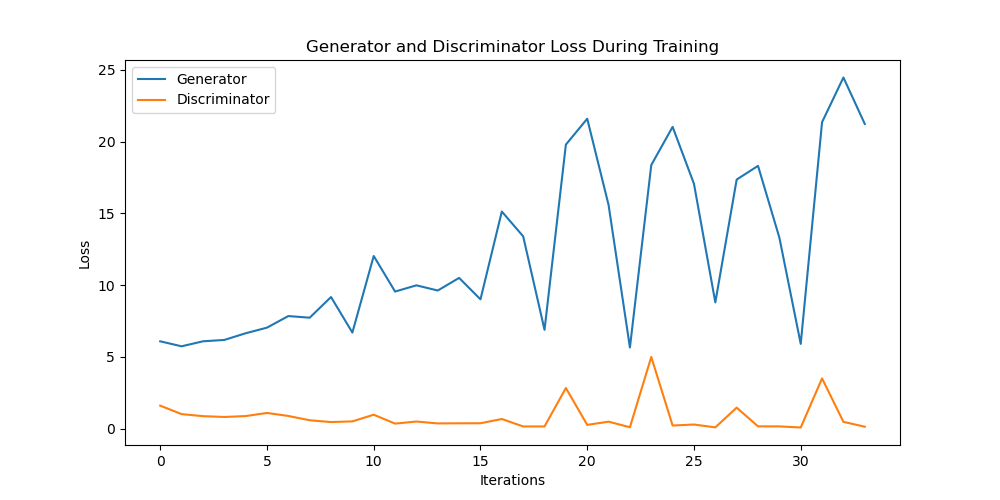 Generator and Discriminator Loss During Training
Generator
Discriminator
25
20
15
10
5
0
Loss
0 5 10 15 20 25 30
Iterations